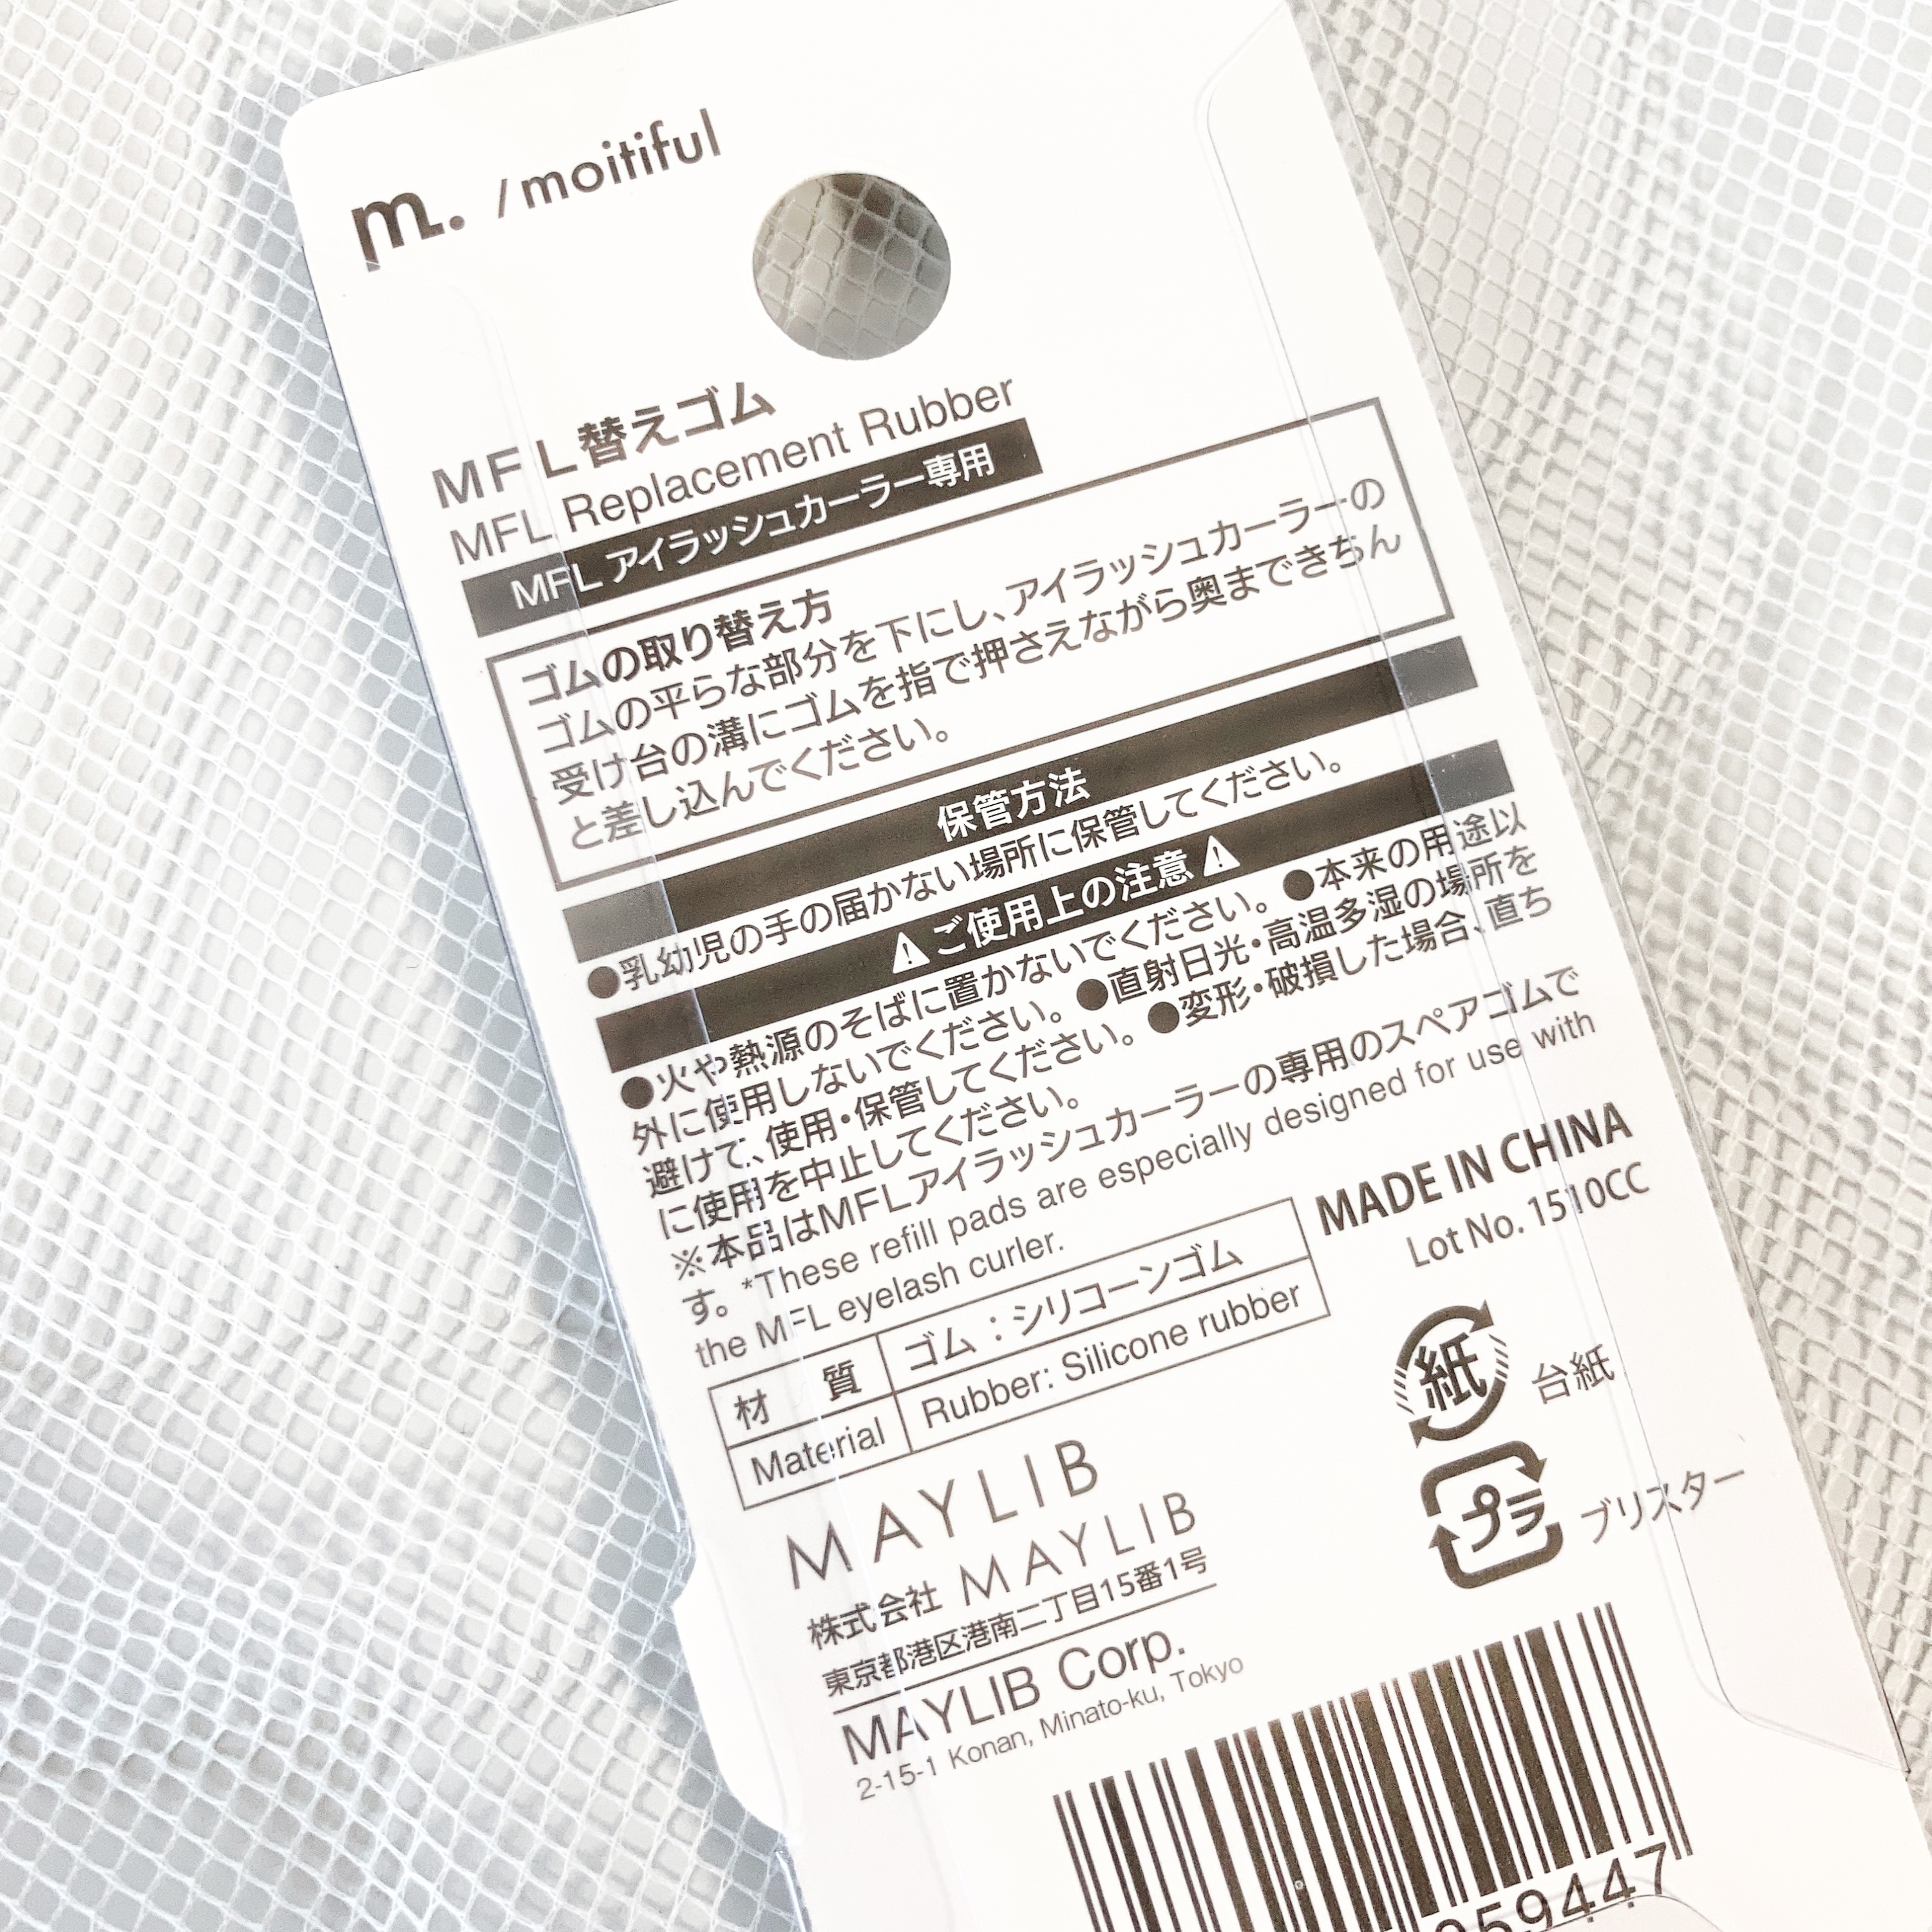 m. /moitiful
MFL替えゴム
MFL Replacement Rubber
MFLアイラッシュカーラー専用
ゴムの取り替え方
ゴムの平らな部分を下にし、アイラッシュカーラーの
受け台の溝にゴムを指で押さえながら奥まできちん
と差し込んでください。
保管方法
●乳幼児の手の届かない場所に保管してください。
⚠ご使用上の注意⚠
●火や熱源のそばに置かないでください。●本来の用途以
外に使用しないでください。●直射日光・高温多湿の場所を
避けて、使用・保管してください。●変形・破損した場合、直ち
に使用を中止してください。
※本品はMFLアイラッシュカーラーの専用のスペアゴムで
す。*These refill pads are especially designed for use with
the MFL eyelash curler.
材質 ゴム：シリコーンゴム
Material Rubber: Silicone rubber
MADE IN CHINA
Lot No. 1510CC
紙 台紙
プラ ブリスター
MAYLIB
株式会社 MAYLIB
東京都港区港南二丁目15番1号
MAYLIB Corp.
2-15-1 Konan, Minato-ku, Tokyo
59447